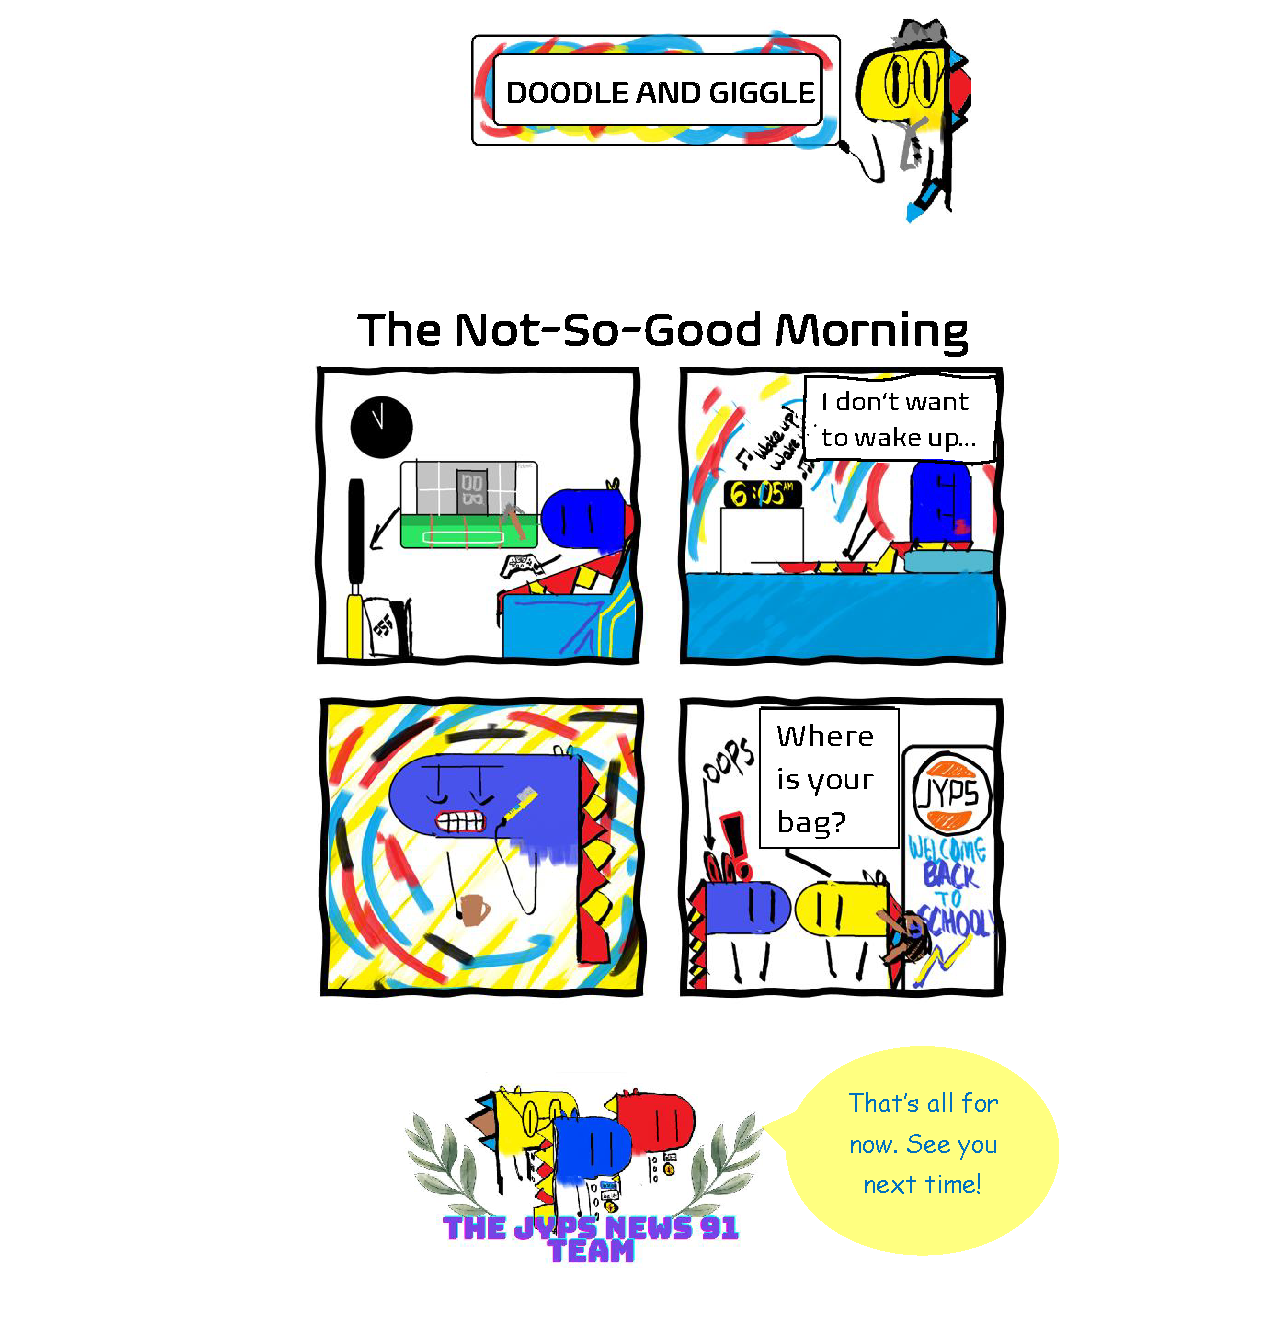 DOODLE AND GIGGLE
The Not-So-Good Morning
Wake up!
Wake
6:05 AM
I don't want
to wake up...
OOPS
Where
is your
bag?
JYPS
WELCOME
BACK
TO
SCHOOL!
That's all for
now. See you
next time!
THE JYPS NEWS 91
TEAM